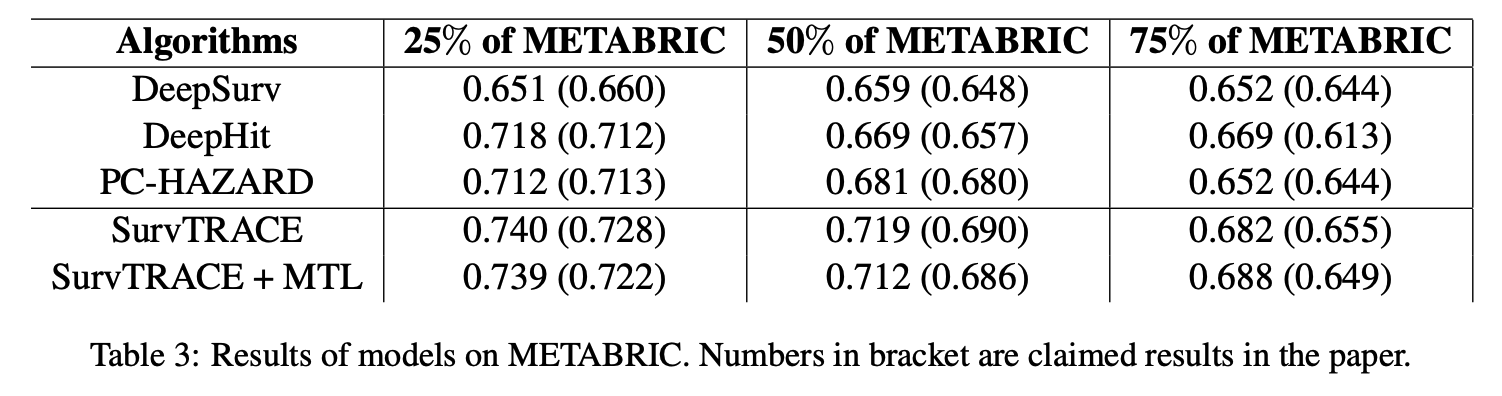 Algorithms 25% of METABRIC 50% of METABRIC 75% of METABRIC
DeepSurv 0.651 (0.660) 0.659 (0.648) 0.652 (0.644)
DeepHit 0.718 (0.712) 0.669 (0.657) 0.669 (0.613)
PC-HAZARD 0.712 (0.713) 0.681 (0.680) 0.652 (0.644)
SurvTRACE 0.740 (0.728) 0.719 (0.690) 0.682 (0.655)
SurvTRACE + MTL 0.739 (0.722) 0.712 (0.686) 0.688 (0.649)
Table 3: Results of models on METABRIC. Numbers in bracket are claimed results in the paper.